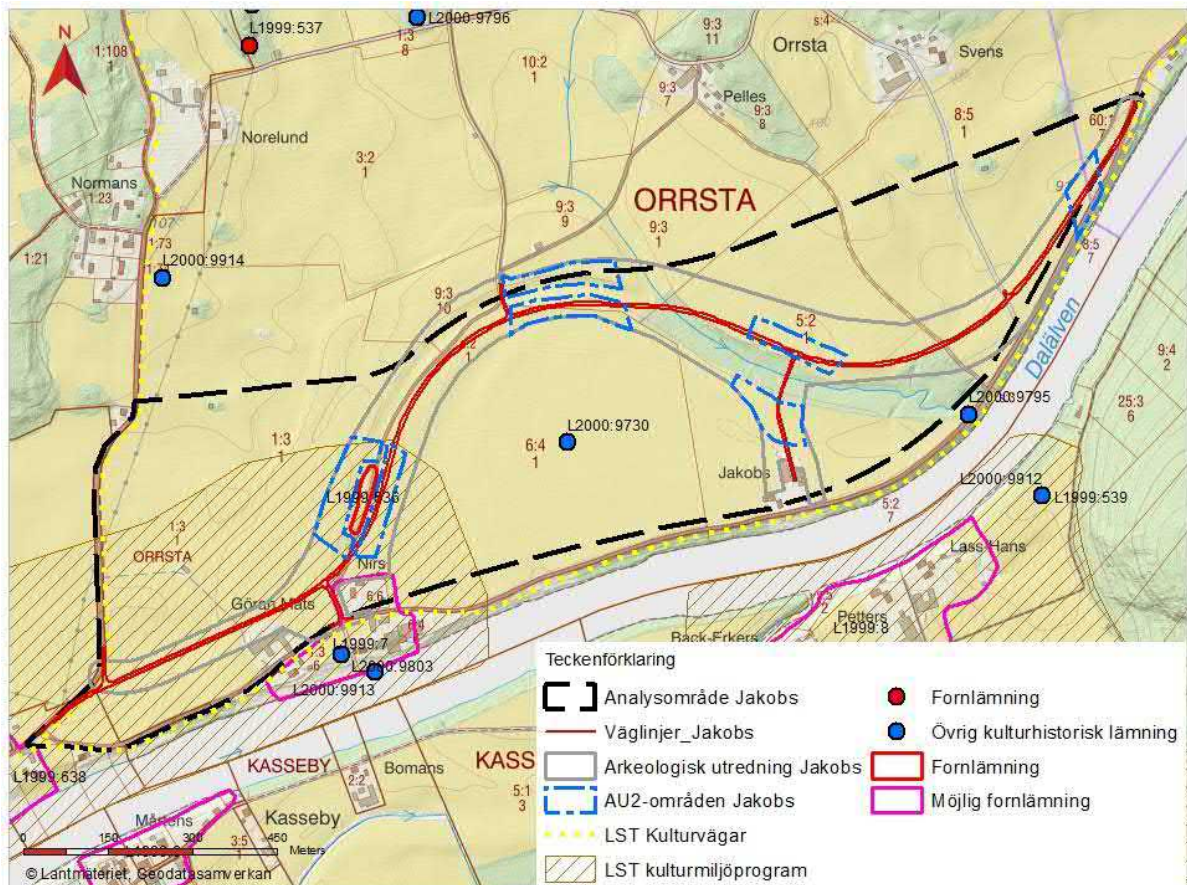 N
L1999:537
L2000:9796
1:3
8
9:3
11
s:4
Orrsta
Svens
1:108
1
10:2
1
9:3
7
Pelles
9:3
8
8:5
1
60:1
7
Norelund
3:2
1
Normans
1:23
ORRSTA
9:3
9
9:3
1
107
1:73
1:21
L2000:9914
8:5
7
9:3
10
5:2
1
Dalälven
9:4
2
25:3
6
L2000:9795
L2000:9730
1:3
1
6:4
1
Jakobs
L2000:9912
L1999:539
L1999:536
5:2
7
1:3
1
ORRSTA
Nirs
6:6
Lass-Hans
Göran Mats
6:4
Petters
L1999:8
Back-Erkers
L1999:7
1:3
6
L2000:9803
L2000:9913
L1999:638
KASSEBY
Bomans
KASS
2:2
5:1
3
Mårtens
Kasseby
3:5
1
0 150 300 450
Meters
© Lantmäteriet, Geodatasamverkan
Teckenförklaring
Analysområde Jakobs
Väglinjer_Jakobs
Arkeologisk utredning Jakobs
AU2-områden Jakobs
LST Kulturvägar
LST kulturmiljöprogram
Fornlämning
Övrig kulturhistorisk lämning
Fornlämning
Möjlig fornlämning